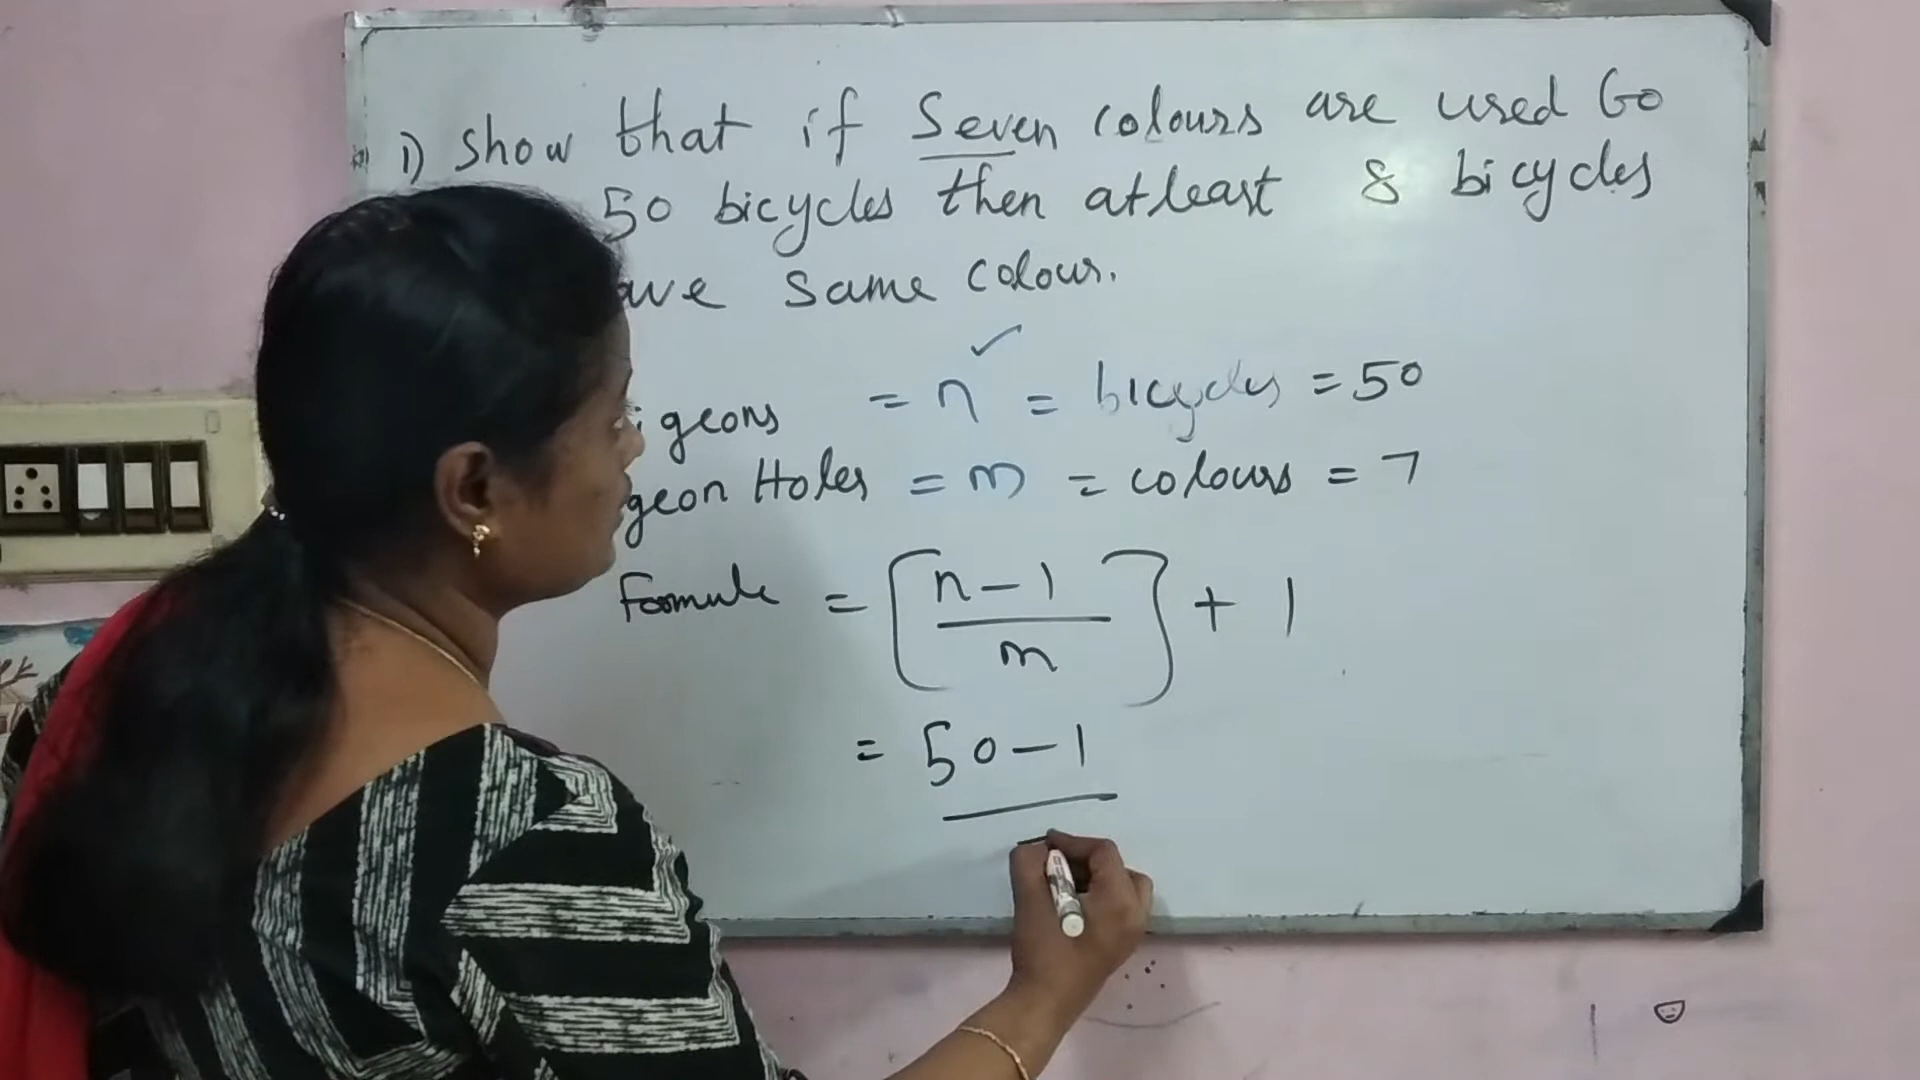 1) Show that if Seven colours are used to
50 bicycles then atleast 8 bicycles
ave same colour.
igeons = n = bicycles = 50
geon Holes = m = colours = 7
Formula = [n-1/m] + 1
= 50-1